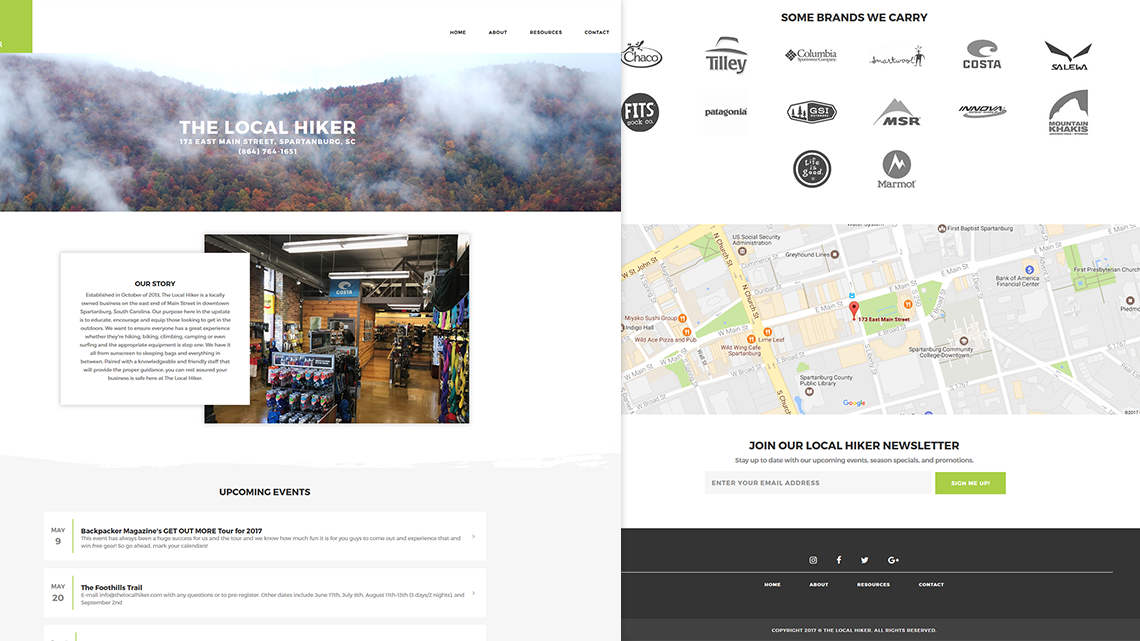 HOME ABOUT RESOURCES CONTACT
THE LOCAL HIKER
173 EAST MAIN STREET, SPARTANBURG, SC
(864) 764-1651
OUR STORY
Established in October of 2013, The Local Hiker is a locally
owned business on the east end of Main Street in downtown
Spartanburg, South Carolina. Our purpose here in the upstate
is to educate, encourage and equip those looking to get in the
outdoors. We want to ensure everyone has a great experience
whether they're hiking, biking, climbing, camping or even
surfing and the appropriate equipment is step one. We have it
all from sunscreen to sleeping bags and everything in
between. Paired with a knowledgeable and friendly staff that
will provide the proper guidance, you can rest assured your
business is safe here at The Local Hiker.
COSTA
UPCOMING EVENTS
MAY
9
Backpacker Magazine's GET OUT MORE Tour for 2017
This event has always been a huge success for us and the tour and we know how much fun it is for you guys to come out and experience that and
win free gear! So go ahead, mark your calendars!
MAY
20
The Foothills Trail
E-mail info@thelocalhiker.com with any questions or to pre-register. Other dates include June 17th, July 8th, August 11th-13th (3 days/2 nights), and
September 2nd
SOME BRANDS WE CARRY
Chaco
Tilley
Columbia
Sportswear Company
smartwool
COSTA
SALEWA
FITS
sock co.
patagonia
GSI
OUTDOORS
MSR
INNOVA
MOUNTAIN
KHAKIS
Life
is
good
Marmot
Water System
First Baptist Spartanburg
US Social Security
Administration
Greyhound Lines
E Main St
W St John St
N Church St
Commerce St
Bank of America
Financial Center
First Presbyterian Church
E Main St
Miyako Sushi Group
Indigo Hall
Wild Ace Pizza and Pub
W Main St
Wild Wing Cafe
Spartanburg
Lime Leaf
173 East Main Street
Piedmo
Wall St
W Broad St
Spartanburg Community
College-Downtown
Spartanburg County
Public Library
S Church St
E Broad St
S 1767
Google
©2017
JOIN OUR LOCAL HIKER NEWSLETTER
Stay up to date with our upcoming events, season specials, and promotions.
ENTER YOUR EMAIL ADDRESS
SIGN ME UP!
HOME ABOUT RESOURCES CONTACT
COPYRIGHT 2017 © THE LOCAL HIKER. ALL RIGHTS RESERVED.